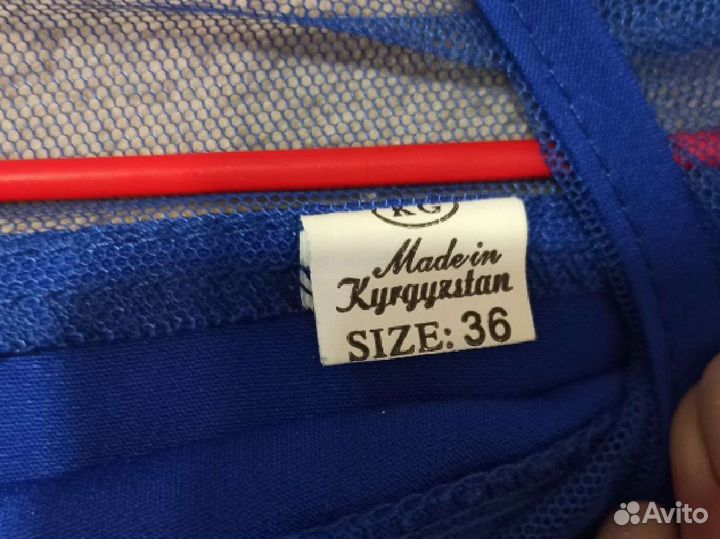 KG
Made in
Kyrgyzstan
SIZE: 36
Avito